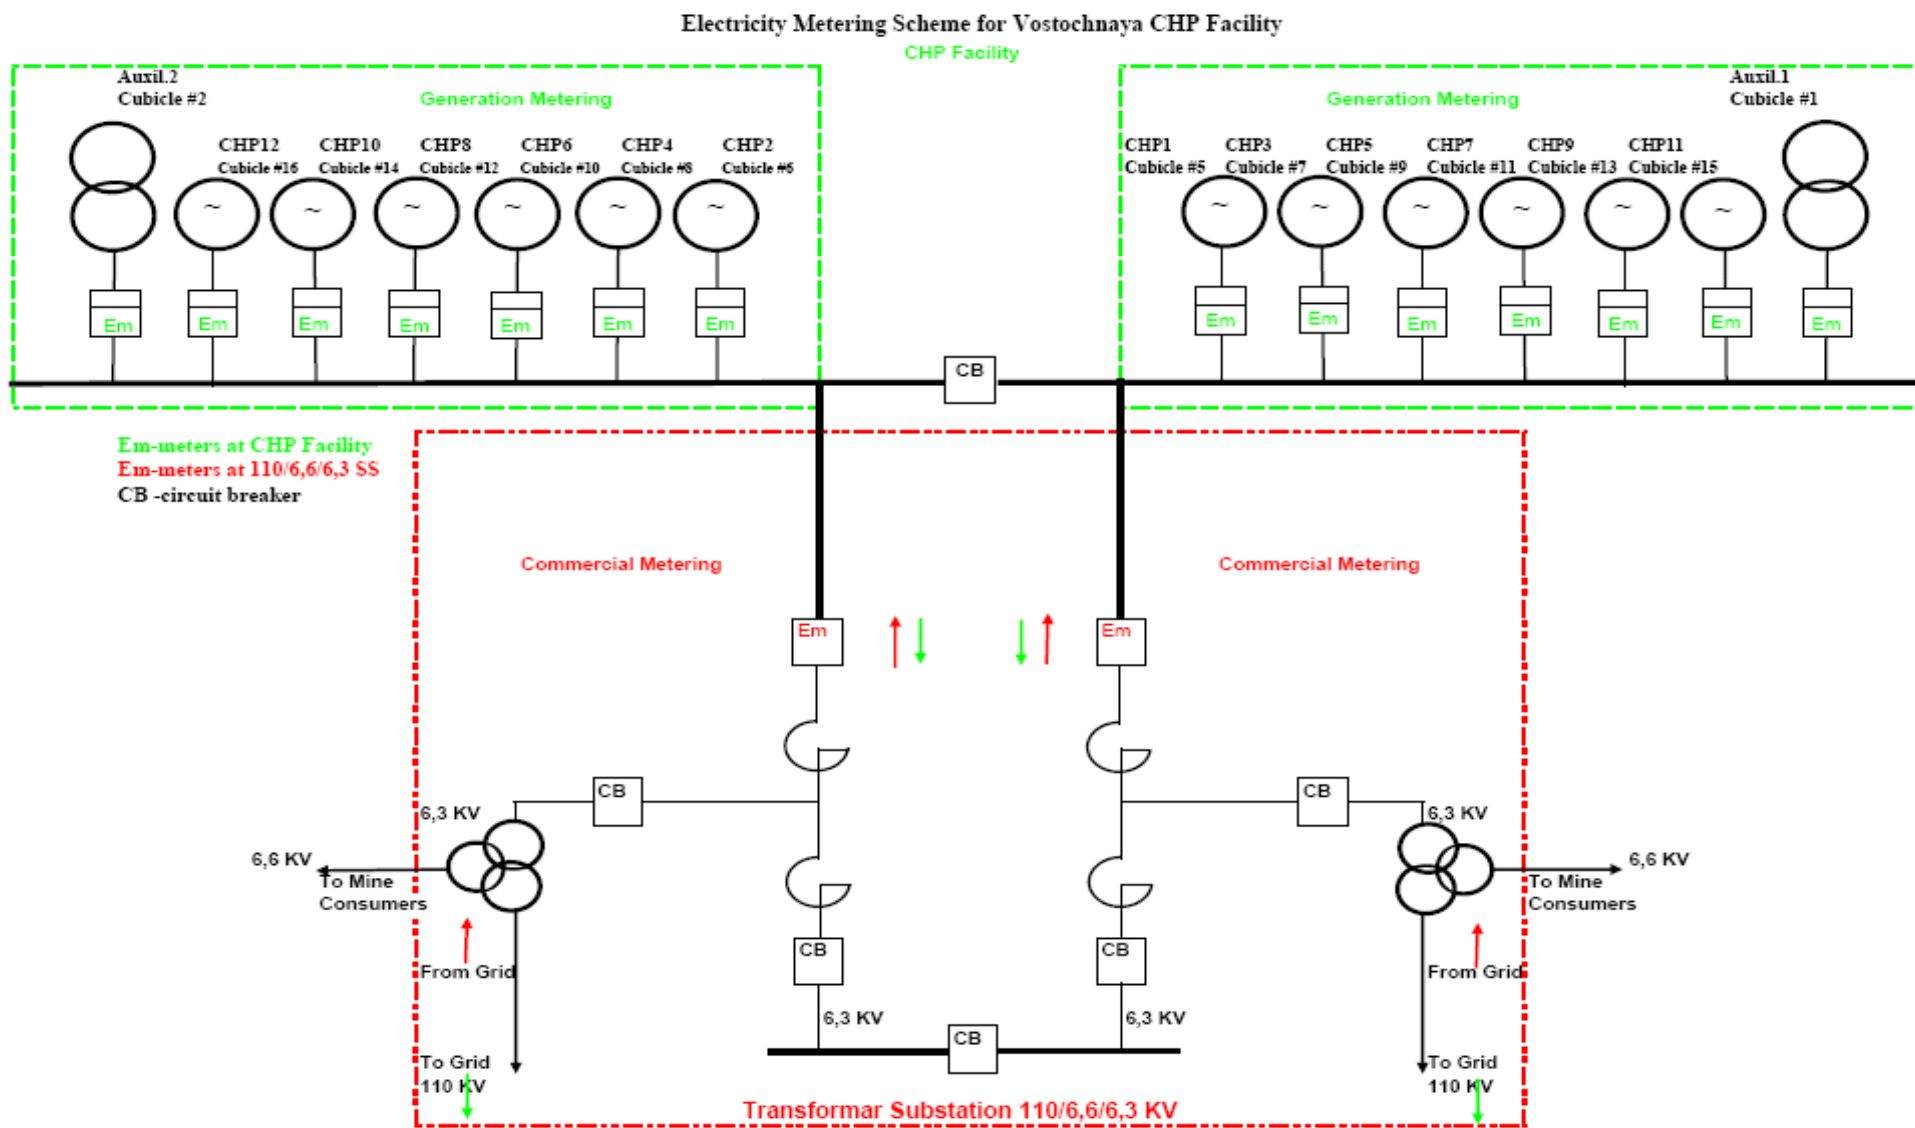 Electricity Metering Scheme for Vostochnaya CHP Facility
CHP Facility
Auxil.2
Cubicle #2
Generation Metering
CHP12
Cubicle #16
CHP10
Cubicle #14
CHP8
Cubicle #12
CHP6
Cubicle #10
CHP4
Cubicle #8
CHP2
Cubicle #6
~ ~ ~ ~ ~ ~
Em Em Em Em Em Em Em
Generation Metering
Auxil.1
Cubicle #1
CHP1
Cubicle #5
CHP3
Cubicle #7
CHP5
Cubicle #9
CHP7
Cubicle #11
CHP9
Cubicle #13
CHP11
Cubicle #15
~ ~ ~ ~ ~ ~
Em Em Em Em Em Em Em
CB
Em-meters at CHP Facility
Em-meters at 110/6,6/6,3 SS
CB -circuit breaker
Commercial Metering
Commercial Metering
Em
Em
CB
CB
6,3 KV
6,3 KV
6,6 KV
6,6 KV
To Mine
Consumers
To Mine
Consumers
CB
CB
From Grid
From Grid
6,3 KV
6,3 KV
CB
To Grid
110 KV
To Grid
110 KV
Transformar Substation 110/6,6/6,3 KV